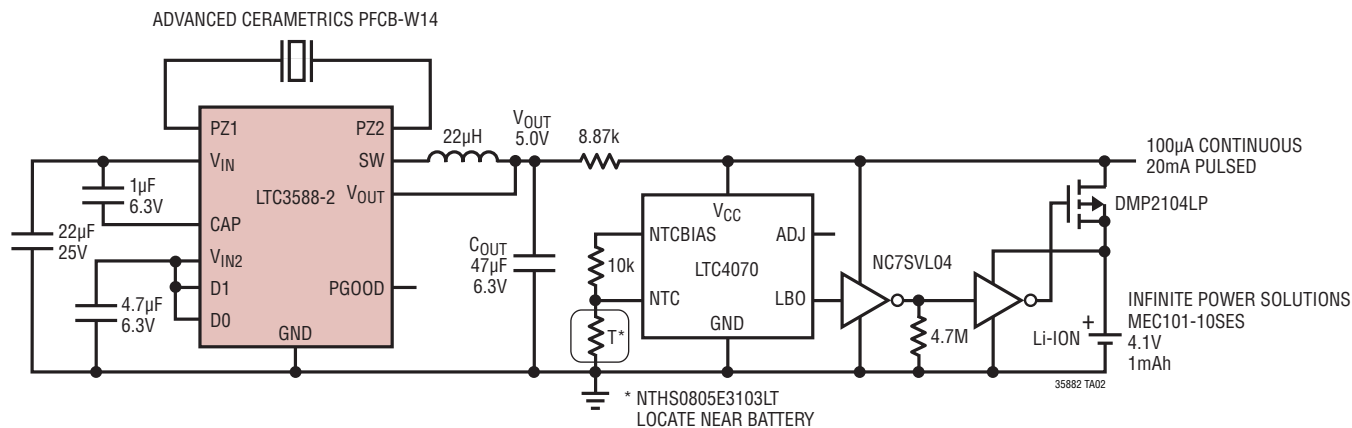 ADVANCED CERAMETRICS PFCB-W14
PZ1
PZ2
VIN
SW
LTC3588-2
VOUT
CAP
VIN2
D1
PGOOD
D0
GND
1µF
6.3V
22µF
25V
4.7µF
6.3V
22µH
VOUT
5.0V
8.87k
COUT
47µF
6.3V
10k
T*
NTCBIAS
VCC
ADJ
LTC4070
NTC
LBO
GND
NC7SVL04
4.7M
100µA CONTINUOUS
20mA PULSED
DMP2104LP
Li-ION
+
INFINITE POWER SOLUTIONS
MEC101-10SES
4.1V
1mAh
35882 TA02
* NTHS0805E3103LT
LOCATE NEAR BATTERY